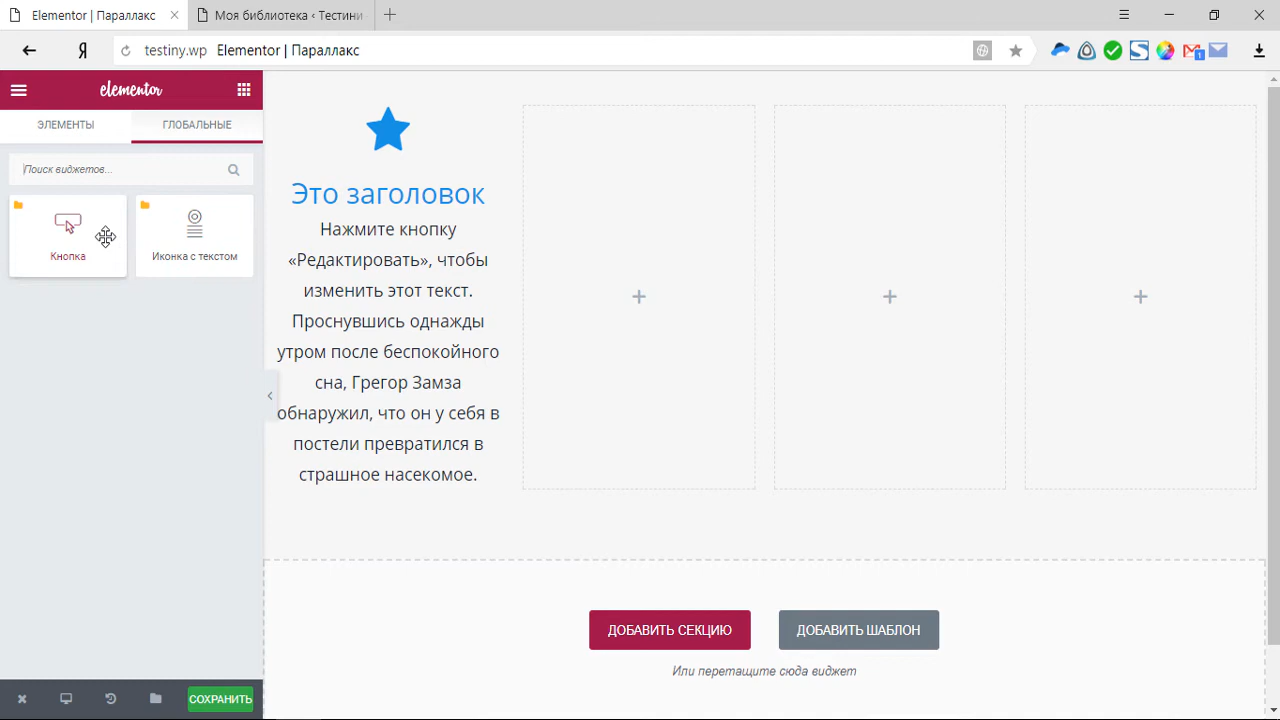 Elementor | Параллакс
Моя библиотека ‹ Тестини
Я
testiny.wp Elementor | Параллакс
1
elementor
ЭЛЕМЕНТЫ
ГЛОБАЛЬНЫЕ
Поиск виджетов...
Кнопка
Иконка с текстом
Это заголовок
Нажмите кнопку
«Редактировать», чтобы
изменить этот текст.
Проснувшись однажды
утром после беспокойного
сна, Грегор Замза
обнаружил, что он у себя в
постели превратился в
страшное насекомое.
ДОБАВИТЬ СЕКЦИЮ
ДОБАВИТЬ ШАБЛОН
Или перетащите сюда виджет
СОХРАНИТЬ